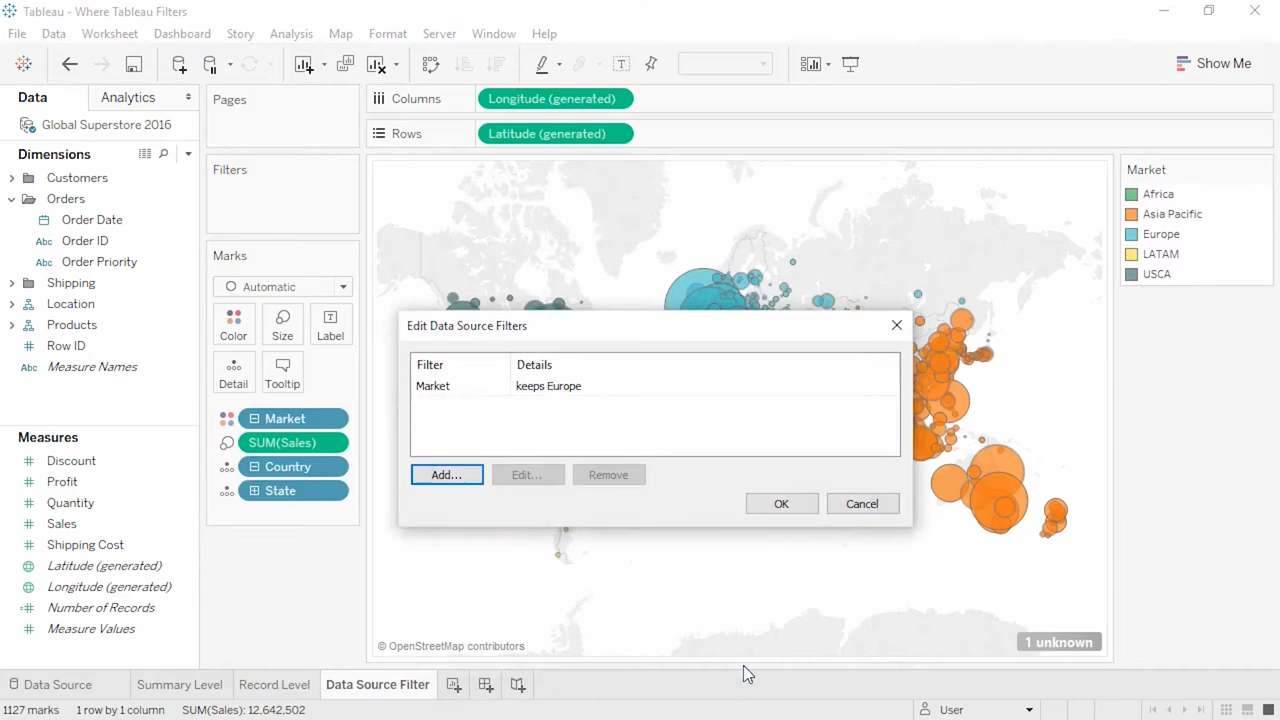 Tableau - Where Tableau Filters
File Data Worksheet Dashboard Story Analysis Map Format Server Window Help
Show Me
Data Analytics
Global Superstore 2016
Dimensions
Customers
Orders
Order Date
Abc Order ID
Abc Order Priority
Shipping
Location
Products
# Row ID
Abc Measure Names
Measures
# Discount
# Profit
# Quantity
# Sales
# Shipping Cost
Latitude (generated)
Longitude (generated)
=# Number of Records
# Measure Values
Pages
Filters
Marks
Automatic
Color Size Label
Detail Tooltip
Market
SUM(Sales)
Country
State
Columns Longitude (generated)
Rows Latitude (generated)
Edit Data Source Filters
Filter Details
Market keeps Europe
Add... Edit... Remove
OK Cancel
© OpenStreetMap contributors
1 unknown
Market
Africa
Asia Pacific
Europe
LATAM
USCA
Data Source Summary Level Record Level Data Source Filter
1127 marks 1 row by 1 column SUM(Sales): 12,642,502 User